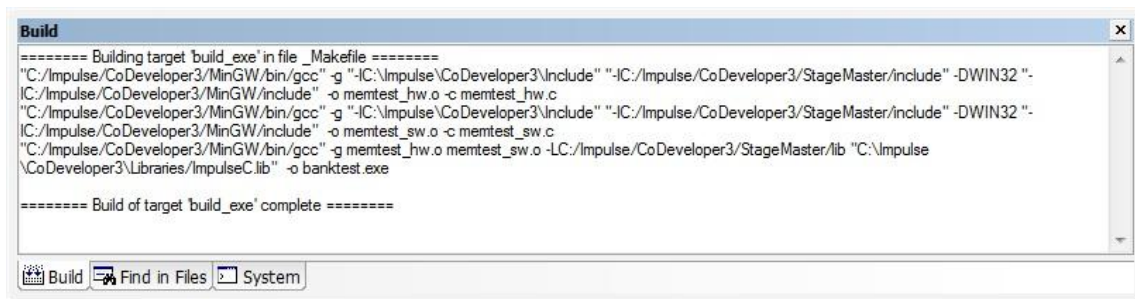 Build
======== Building target 'build_exe' in file _Makefile ========
"C:/Impulse/CoDeveloper3/MinGW/bin/gcc" -g "-IC:\Impulse\CoDeveloper3\Include" "-IC:/Impulse/CoDeveloper3/StageMaster/include" -DWIN32 "-
IC:/Impulse/CoDeveloper3/MinGW/include"  -o memtest_hw.o -c memtest_hw.c
"C:/Impulse/CoDeveloper3/MinGW/bin/gcc" -g "-IC:\Impulse\CoDeveloper3\Include" "-IC:/Impulse/CoDeveloper3/StageMaster/include" -DWIN32 "-
IC:/Impulse/CoDeveloper3/MinGW/include"  -o memtest_sw.o -c memtest_sw.c
"C:/Impulse/CoDeveloper3/MinGW/bin/gcc" -g memtest_hw.o memtest_sw.o -LC:/Impulse/CoDeveloper3/StageMaster/lib "C:\Impulse
\CoDeveloper3\Libraries/ImpulseC.lib"  -o banktest.exe
======== Build of target 'build_exe' complete ========
Build Find in Files System